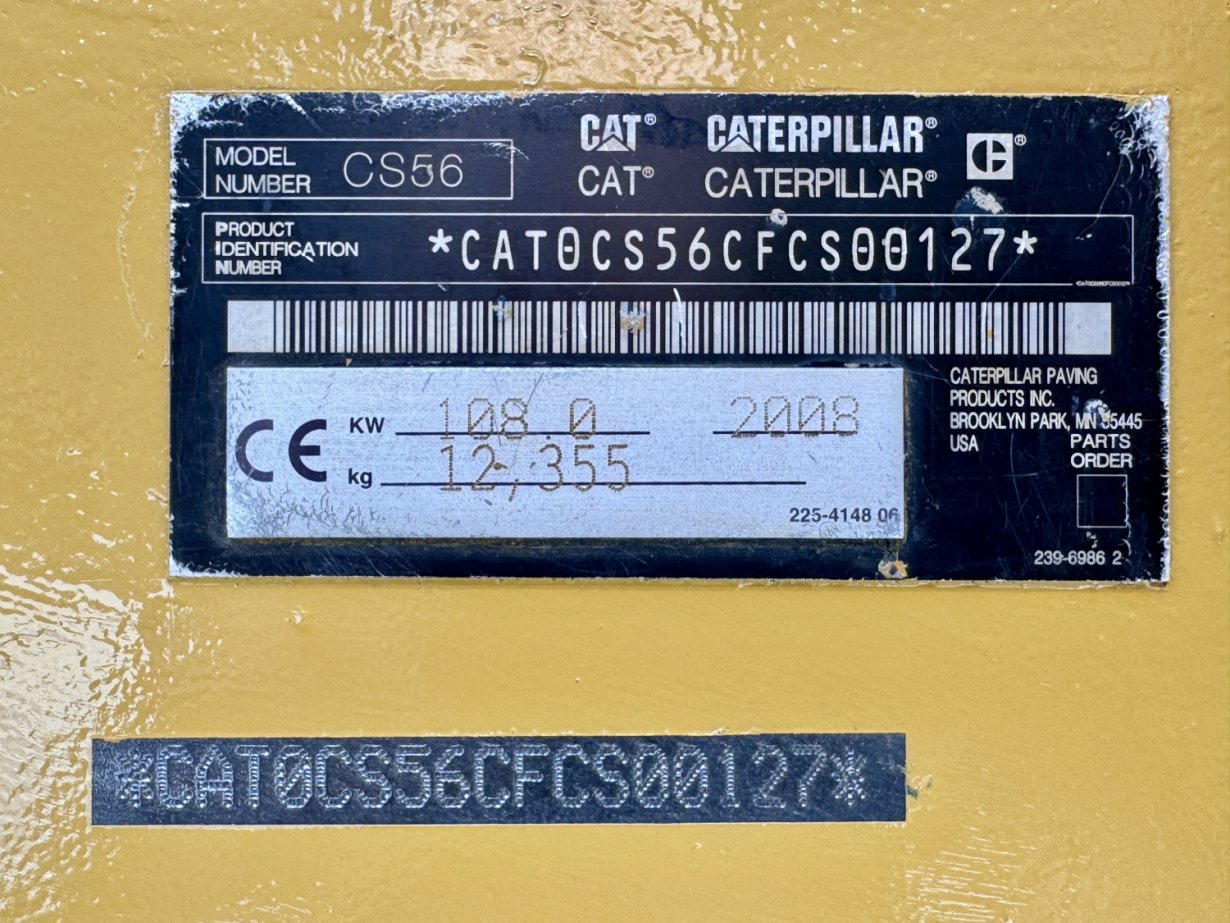 MODEL
NUMBER
CS56
CAT® CATERPILLAR® ®
CAT® CATERPILLAR®
PRODUCT
IDENTIFICATION
NUMBER
*CAT0CS56CFCS00127*
CE
KW 108.0 2008
kg 12,355
225-4148 06
CATERPILLAR PAVING
PRODUCTS INC.
BROOKLYN PARK, MN 55445
USA
PARTS
ORDER
239-6986 2
*CAT0CS56CFCS00127*